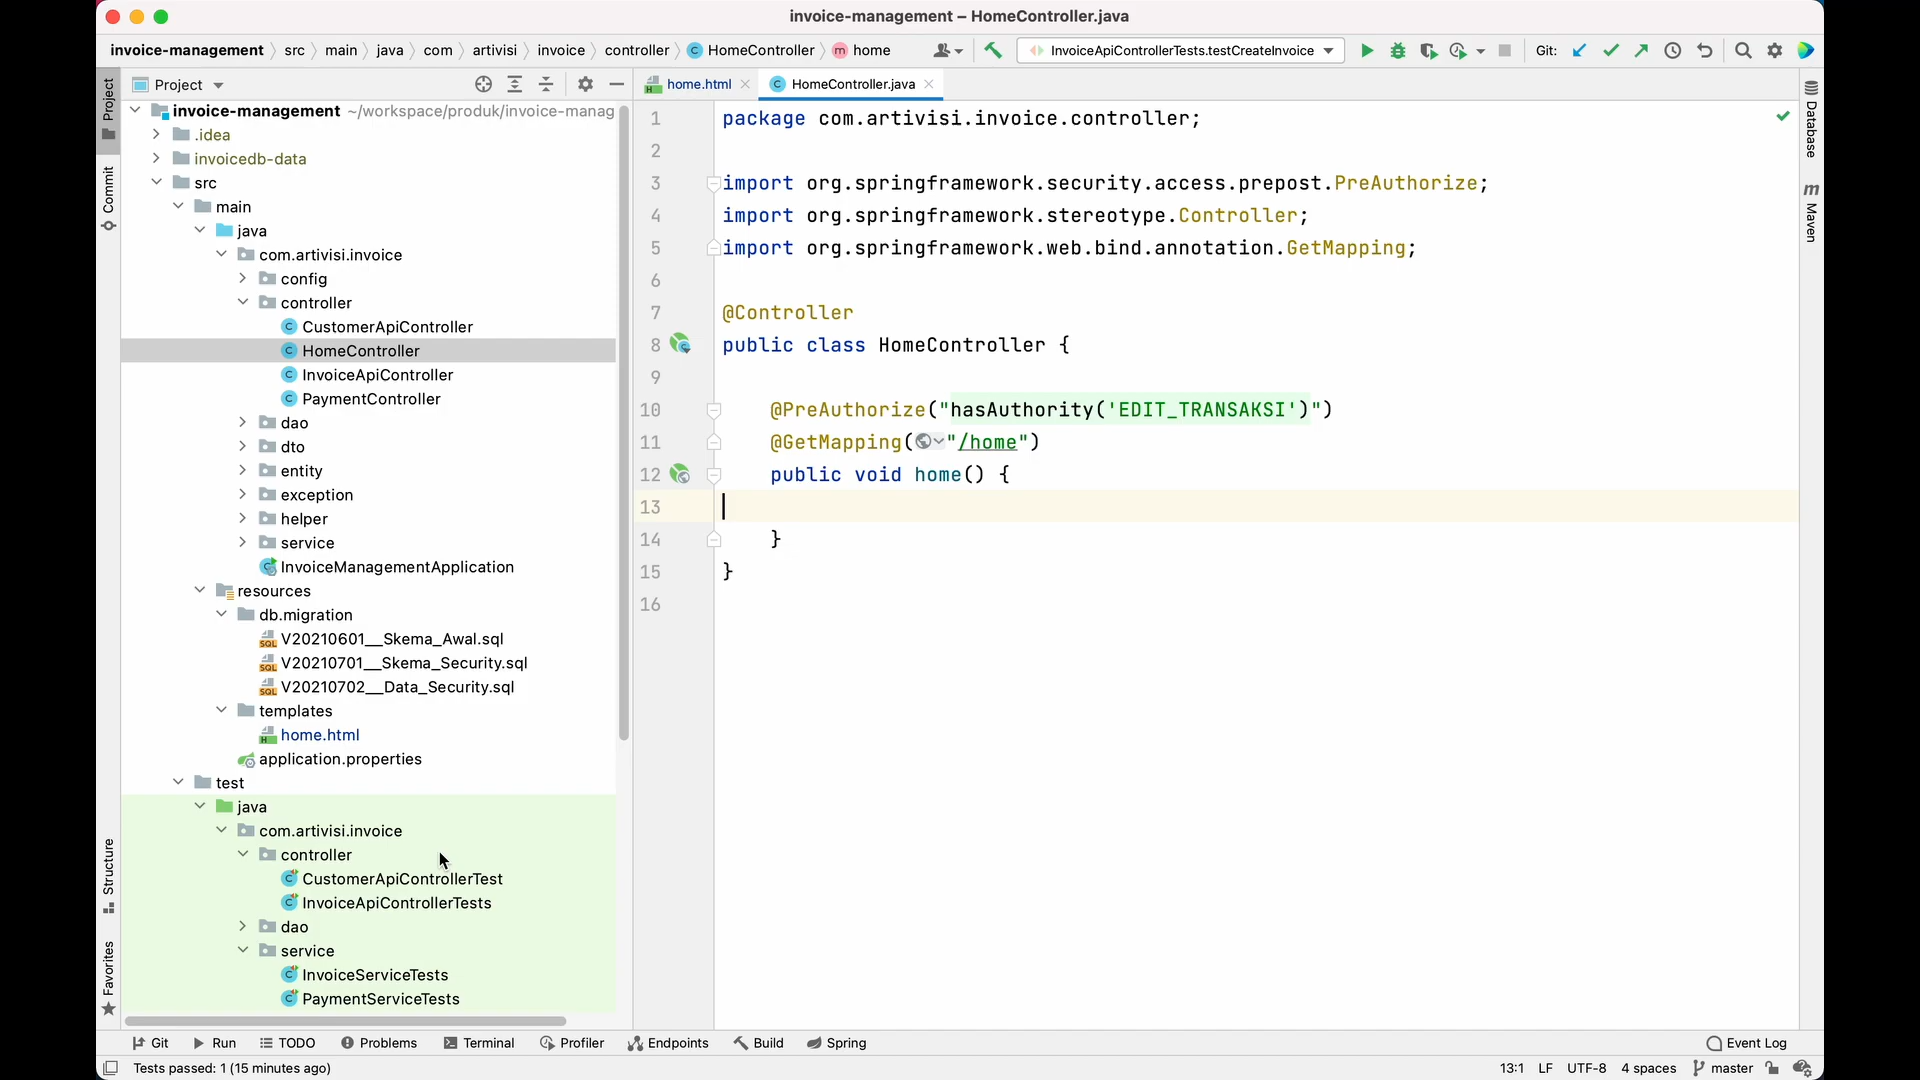 invoice-management – HomeController.java
invoice-management src main java com artivisi invoice controller HomeController home
InvoiceApiControllerTests.testCreateInvoice
Git:
Project
home.html
HomeController.java
Project
Commit
Structure
Favorites
invoice-management ~/workspace/produk/invoice-manag
.idea
invoicedb-data
src
main
java
com.artivisi.invoice
config
controller
CustomerApiController
HomeController
InvoiceApiController
PaymentController
dao
dto
entity
exception
helper
service
InvoiceManagementApplication
resources
db.migration
V20210601__Skema_Awal.sql
V20210701__Skema_Security.sql
V20210702__Data_Security.sql
templates
home.html
application.properties
test
java
com.artivisi.invoice
controller
CustomerApiControllerTest
InvoiceApiControllerTests
dao
service
InvoiceServiceTests
PaymentServiceTests
1 package com.artivisi.invoice.controller;
2
3 import org.springframework.security.access.prepost.PreAuthorize;
4 import org.springframework.stereotype.Controller;
5 import org.springframework.web.bind.annotation.GetMapping;
6
7 @Controller
8 public class HomeController {
9
10 @PreAuthorize("hasAuthority('EDIT_TRANSAKSI')")
11 @GetMapping("/home")
12 public void home() {
13
14 }
15 }
16
Database
m Maven
Git Run TODO Problems Terminal Profiler Endpoints Build Spring Event Log
Tests passed: 1 (15 minutes ago)
13:1 LF UTF-8 4 spaces master